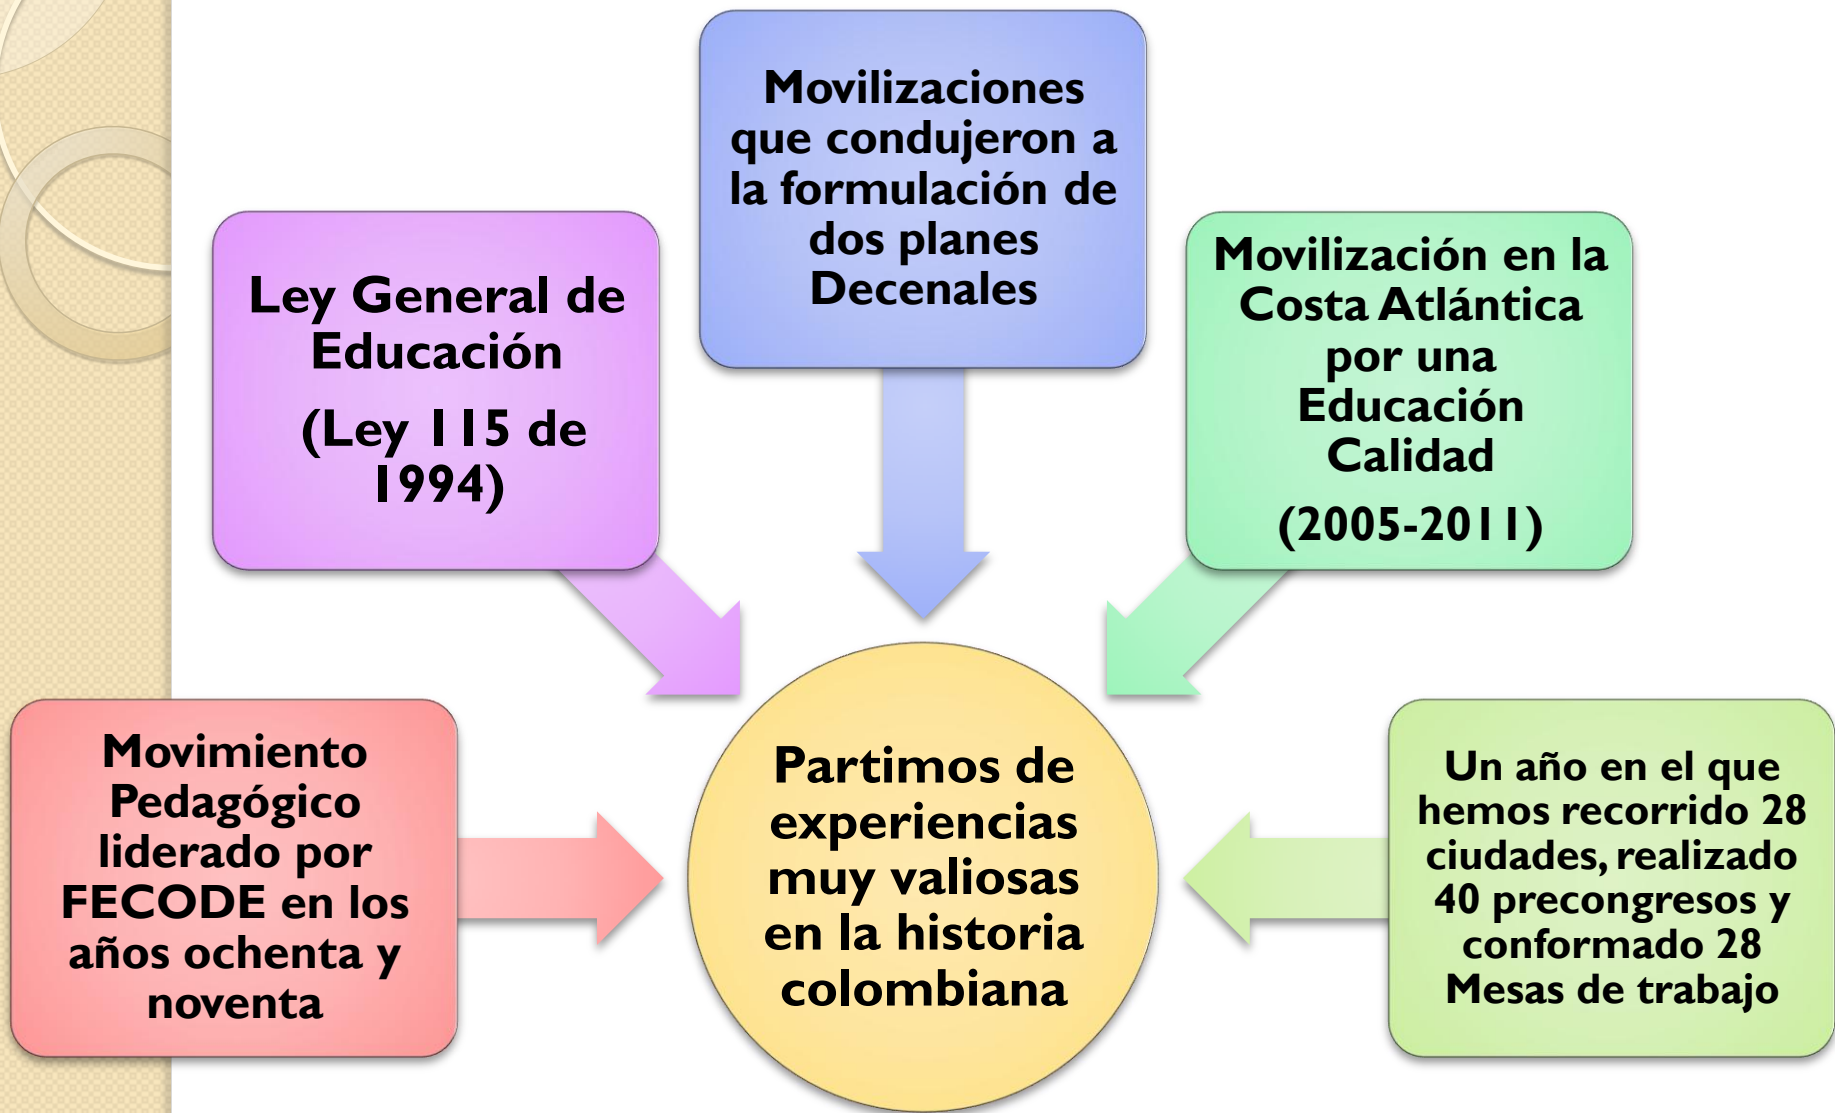 Movilizaciones
que condujeron a
la formulación de
dos planes
Decenales
Ley General de
Educación
(Ley 115 de
1994)
Movilización en la
Costa Atlántica
por una
Educación
Calidad
(2005-2011)
Movimiento
Pedagógico
liderado por
FECODE en los
años ochenta y
noventa
Partimos de
experiencias
muy valiosas
en la historia
colombiana
Un año en el que
hemos recorrido 28
ciudades, realizado
40 precongresos y
conformado 28
Mesas de trabajo